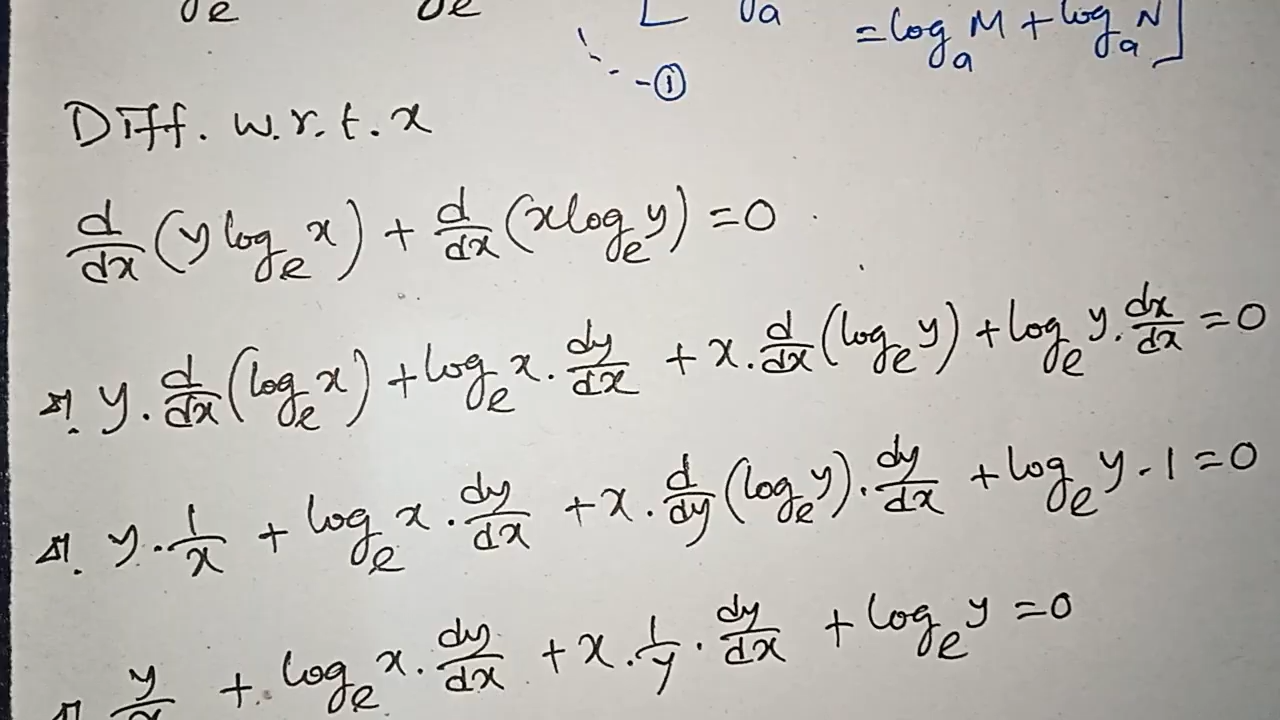 = log_a M + log_a N]
- ①
Diff. w.r.t. x
d/dx (y log_e x) + d/dx (x log_e y) = 0
या. y . d/dx (log_e x) + log_e x . dy/dx + x . d/dx (log_e y) + log_e y . dx/dx = 0
या. y . 1/x + log_e x . dy/dx + x . d/dy (log_e y) . dy/dx + log_e y . 1 = 0
या y/x + log_e x . dy/dx + x . 1/y . dy/dx + log_e y = 0